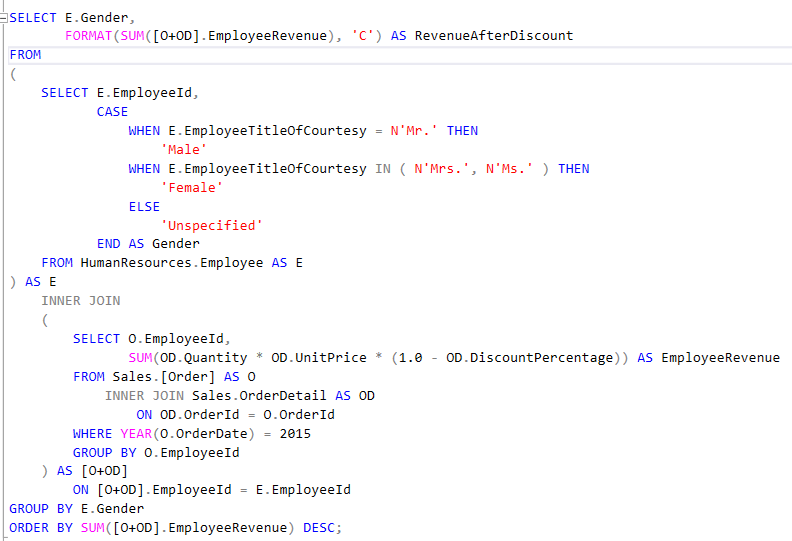 SELECT E.Gender,
       FORMAT(SUM([O+OD].EmployeeRevenue), 'C') AS RevenueAfterDiscount
FROM
(
    SELECT E.EmployeeId,
           CASE
               WHEN E.EmployeeTitleOfCourtesy = N'Mr.' THEN
                   'Male'
               WHEN E.EmployeeTitleOfCourtesy IN ( N'Mrs.', N'Ms.' ) THEN
                   'Female'
               ELSE
                   'Unspecified'
           END AS Gender
    FROM HumanResources.Employee AS E
) AS E
    INNER JOIN
    (
        SELECT O.EmployeeId,
               SUM(OD.Quantity * OD.UnitPrice * (1.0 - OD.DiscountPercentage)) AS EmployeeRevenue
        FROM Sales.[Order] AS O
            INNER JOIN Sales.OrderDetail AS OD
                ON OD.OrderId = O.OrderId
        WHERE YEAR(O.OrderDate) = 2015
        GROUP BY O.EmployeeId
    ) AS [O+OD]
        ON [O+OD].EmployeeId = E.EmployeeId
GROUP BY E.Gender
ORDER BY SUM([O+OD].EmployeeRevenue) DESC;